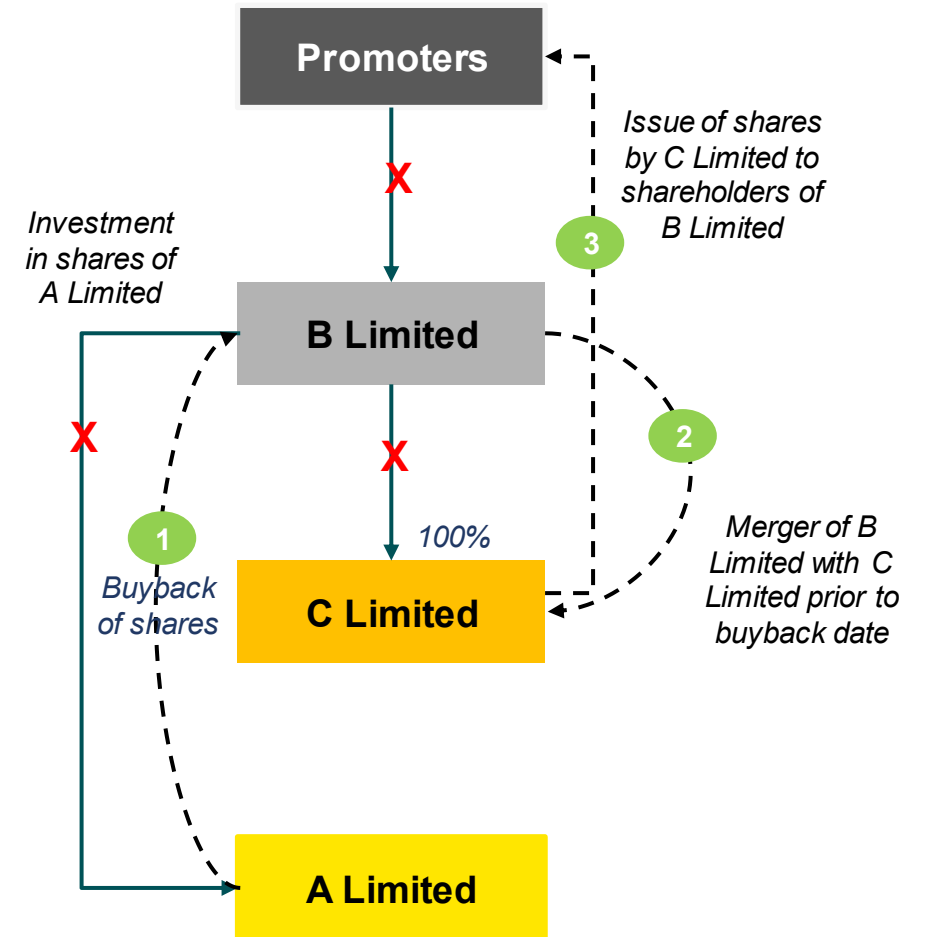 Promoters
Issue of shares
by C Limited to
shareholders of
B Limited
X
Investment
in shares of
A Limited
3
B Limited
X
X
2
1
100%
Buyback
of shares
Merger of B
Limited with C
Limited prior to
buyback date
C Limited
A Limited